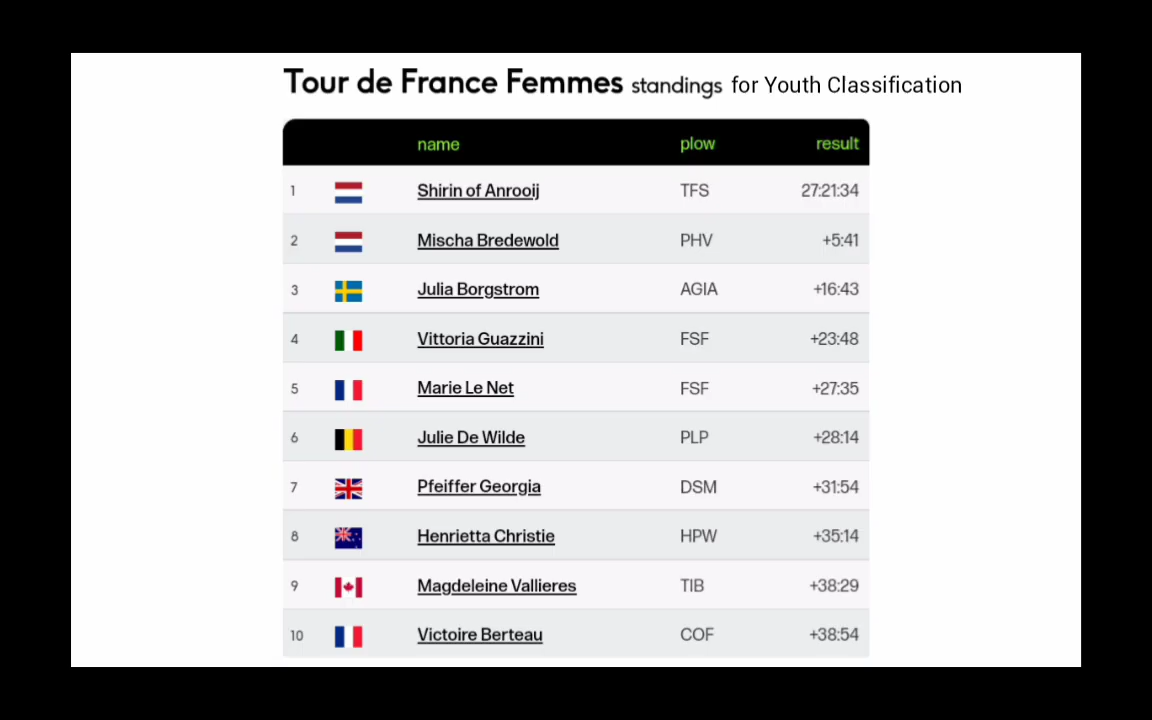 Tour de France Femmes standings for Youth Classification
name plow result
1 Shirin of Anrooij TFS 27:21:34
2 Mischa Bredewold PHV +5:41
3 Julia Borgstrom AGIA +16:43
4 Vittoria Guazzini FSF +23:48
5 Marie Le Net FSF +27:35
6 Julie De Wilde PLP +28:14
7 Pfeiffer Georgia DSM +31:54
8 Henrietta Christie HPW +35:14
9 Magdeleine Vallieres TIB +38:29
10 Victoire Berteau COF +38:54